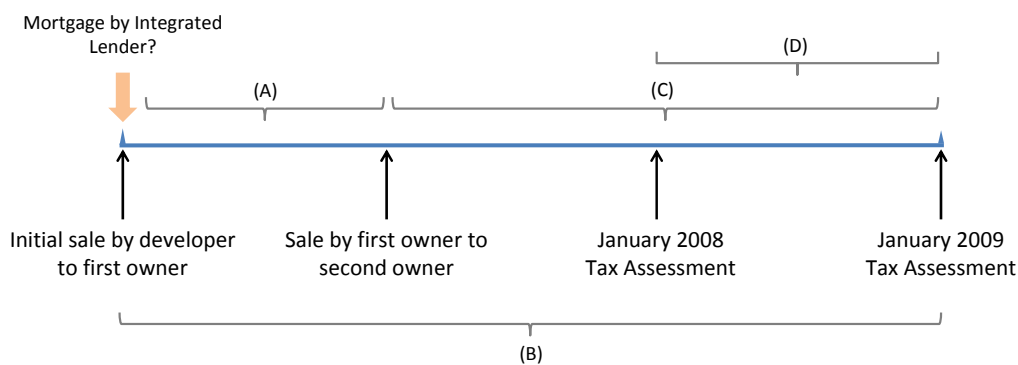 Mortgage by Integrated
Lender?
(D)
(A)
(C)
Initial sale by developer
to first owner
Sale by first owner to
second owner
January 2008
Tax Assessment
January 2009
Tax Assessment
(B)